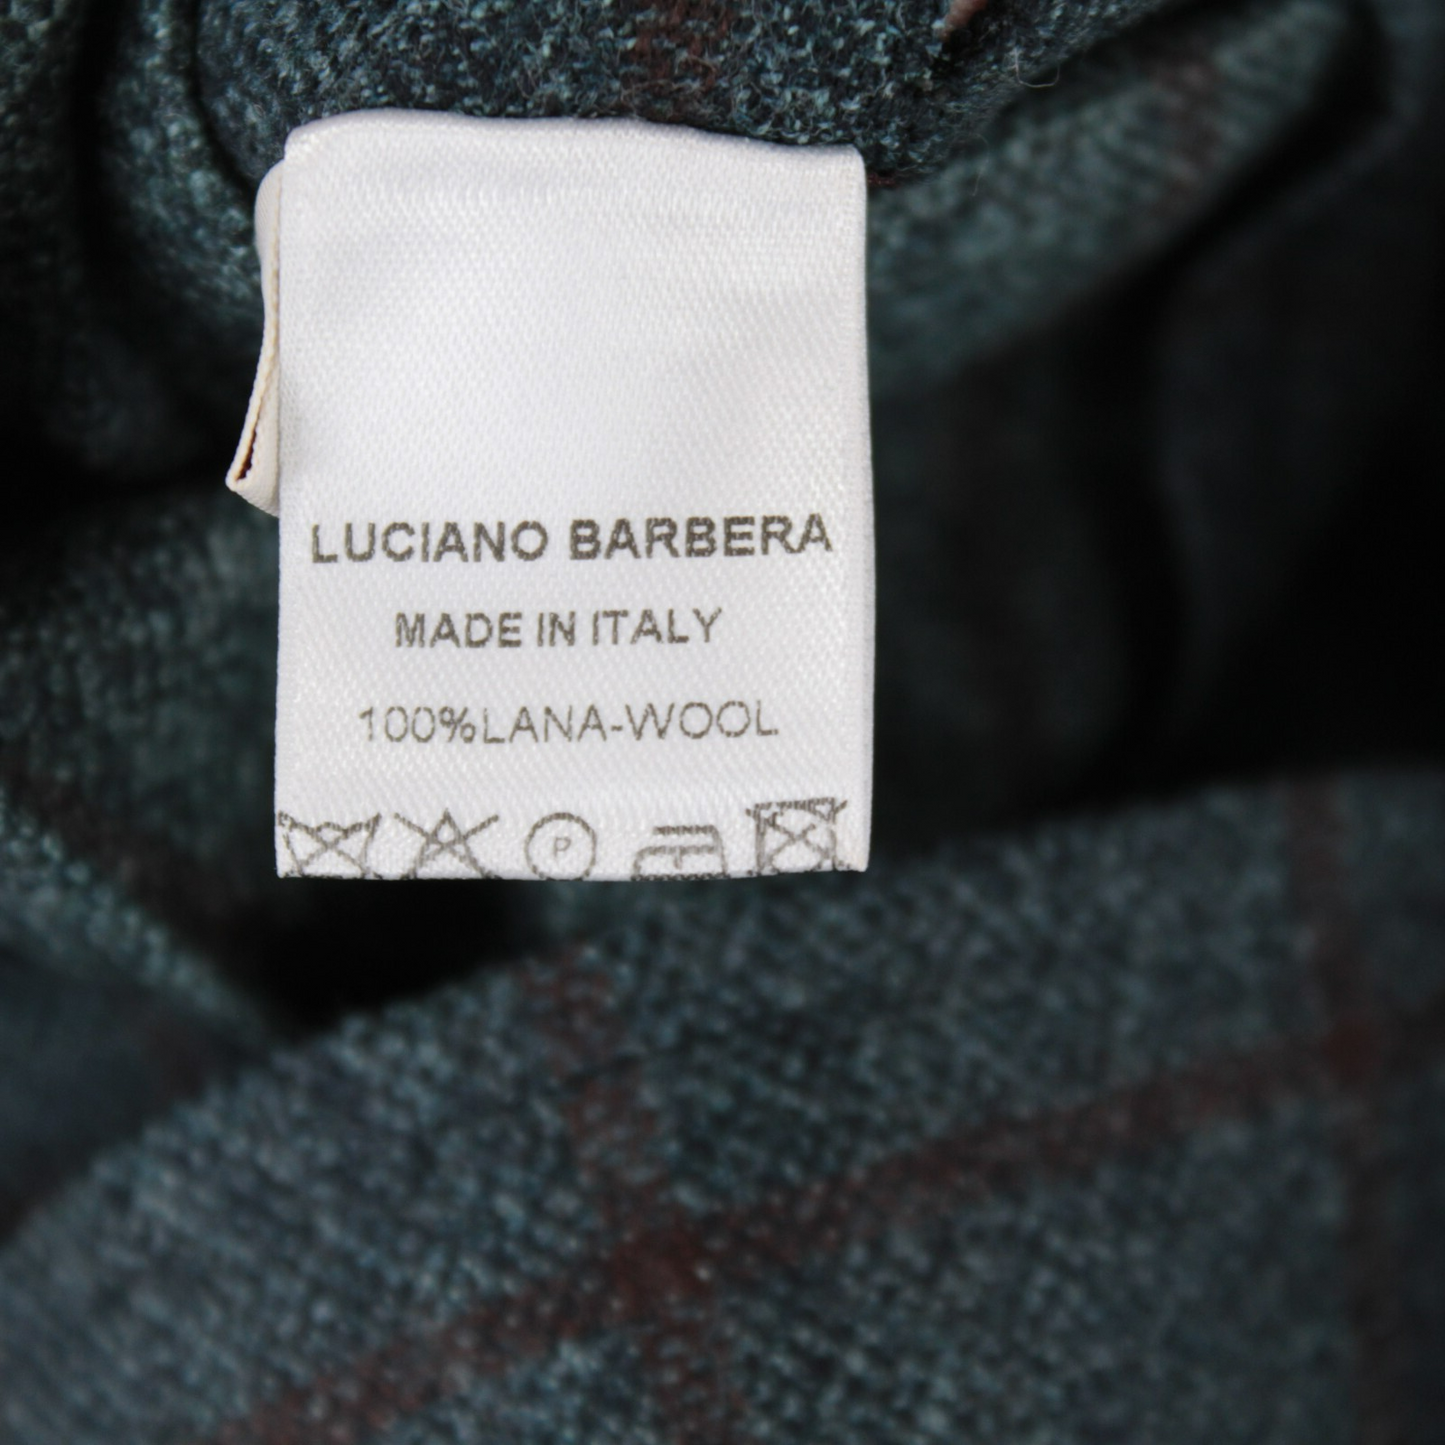 LUCIANO BARBERA
MADE IN ITALY
100%LANA-WOOL
P